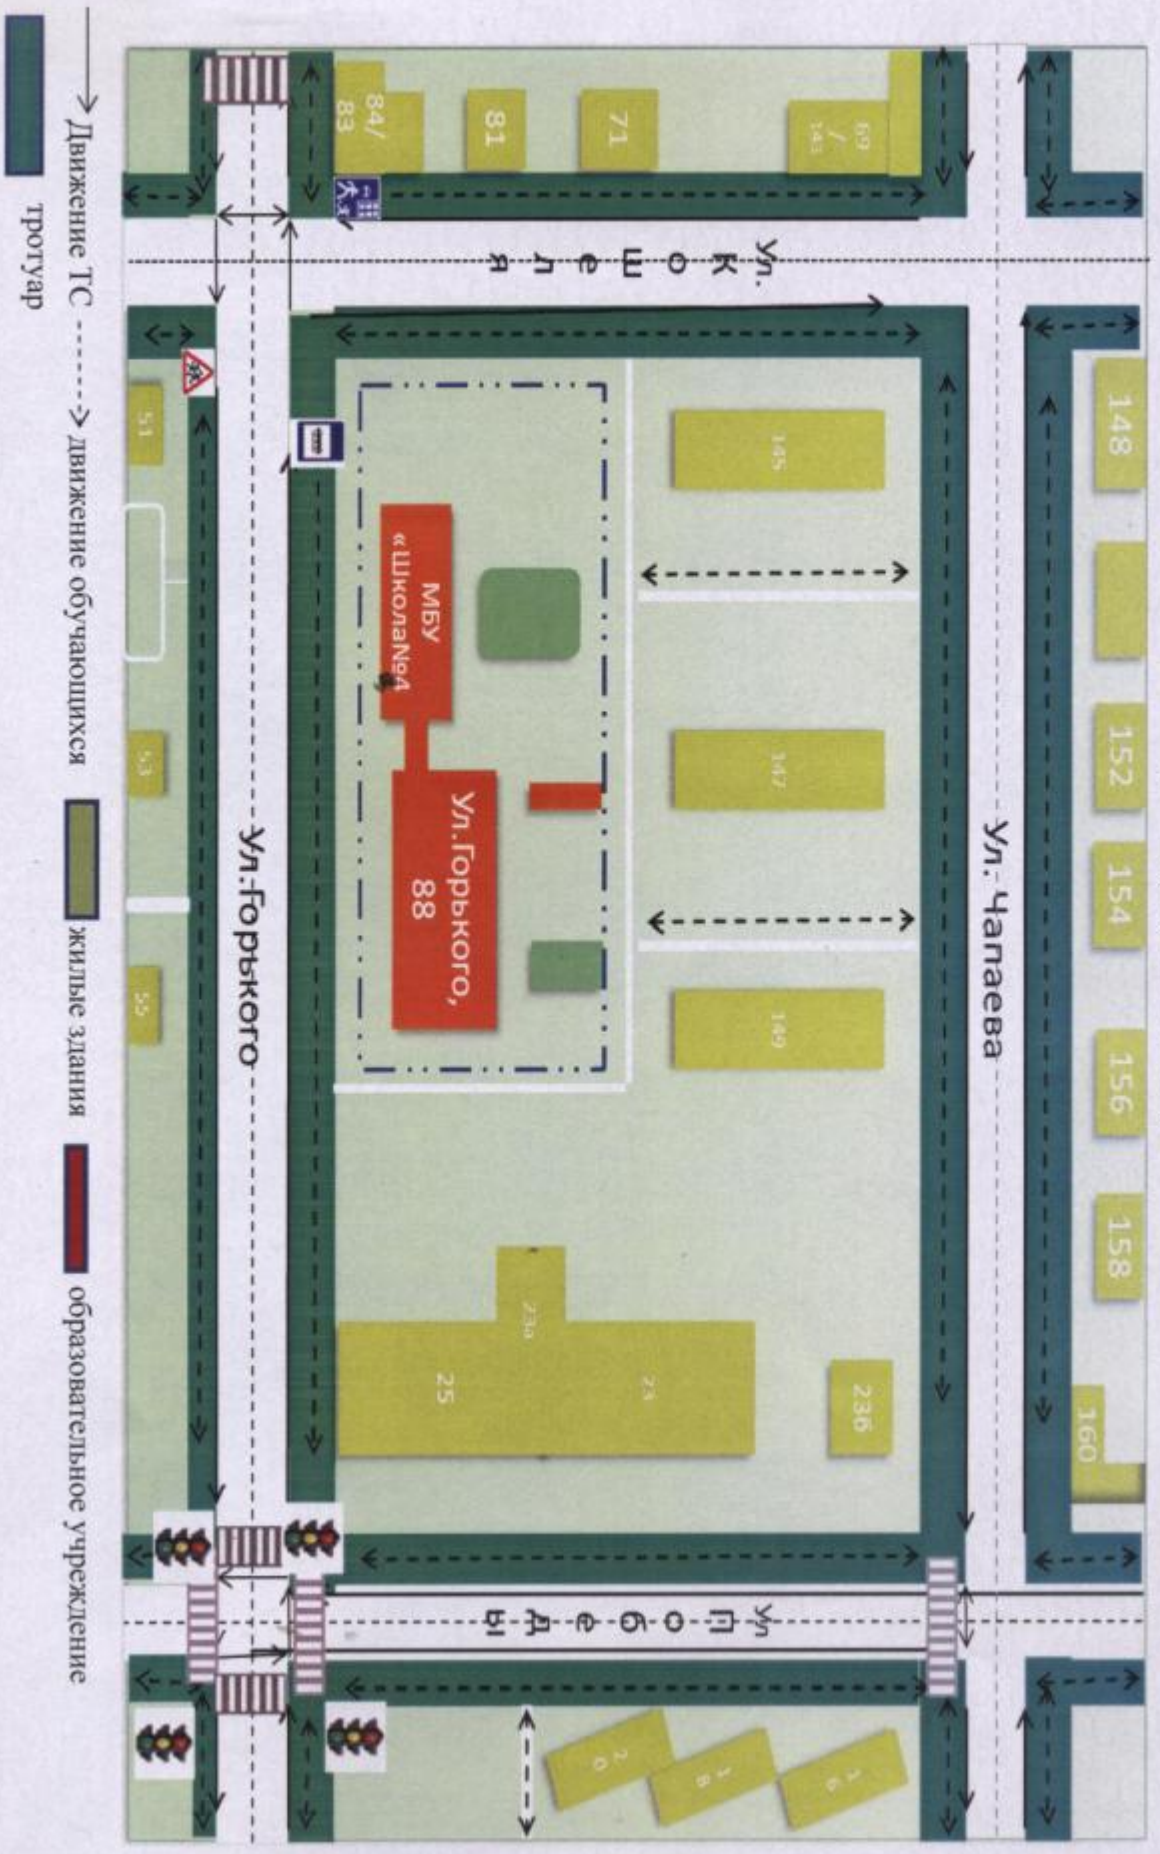 148
152
154
156
158
160
Ул. Чапаева
69
/
143
71
81
84/
83
Ул.
Кошеля
145
147
149
23б
23
23а
25
МБУ
«Школа№4
Ул.Горького,
88
Ул
Победы
16
18
20
Ул.Горького
51
53
55
Движение ТС
движение обучающихся
жилые здания
образовательное учреждение
тротуар